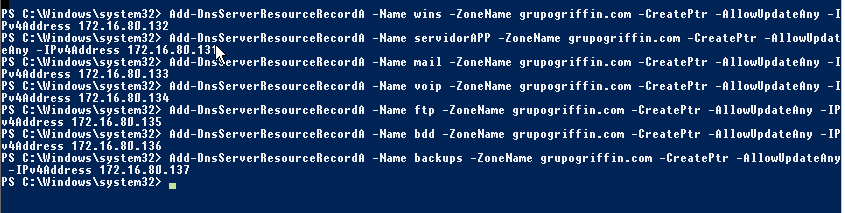 PS C:\Windows\system32> Add-DnsServerResourceRecordA -Name wins -ZoneName grupogriffin.com -CreatePtr -AllowUpdateAny -I
Pv4Address 172.16.80.132
PS C:\Windows\system32> Add-DnsServerResourceRecordA -Name servidorAPP -ZoneName grupogriffin.com -CreatePtr -AllowUpdat
eAny -IPv4Address 172.16.80.131
PS C:\Windows\system32> Add-DnsServerResourceRecordA -Name mail -ZoneName grupogriffin.com -CreatePtr -AllowUpdateAny -I
Pv4Address 172.16.80.133
PS C:\Windows\system32> Add-DnsServerResourceRecordA -Name voip -ZoneName grupogriffin.com -CreatePtr -AllowUpdateAny -I
Pv4Address 172.16.80.134
PS C:\Windows\system32> Add-DnsServerResourceRecordA -Name ftp -ZoneName grupogriffin.com -CreatePtr -AllowUpdateAny -IP
v4Address 172.16.80.135
PS C:\Windows\system32> Add-DnsServerResourceRecordA -Name bdd -ZoneName grupogriffin.com -CreatePtr -AllowUpdateAny -IP
v4Address 172.16.80.136
PS C:\Windows\system32> Add-DnsServerResourceRecordA -Name backups -ZoneName grupogriffin.com -CreatePtr -AllowUpdateAny
 -IPv4Address 172.16.80.137
PS C:\Windows\system32>